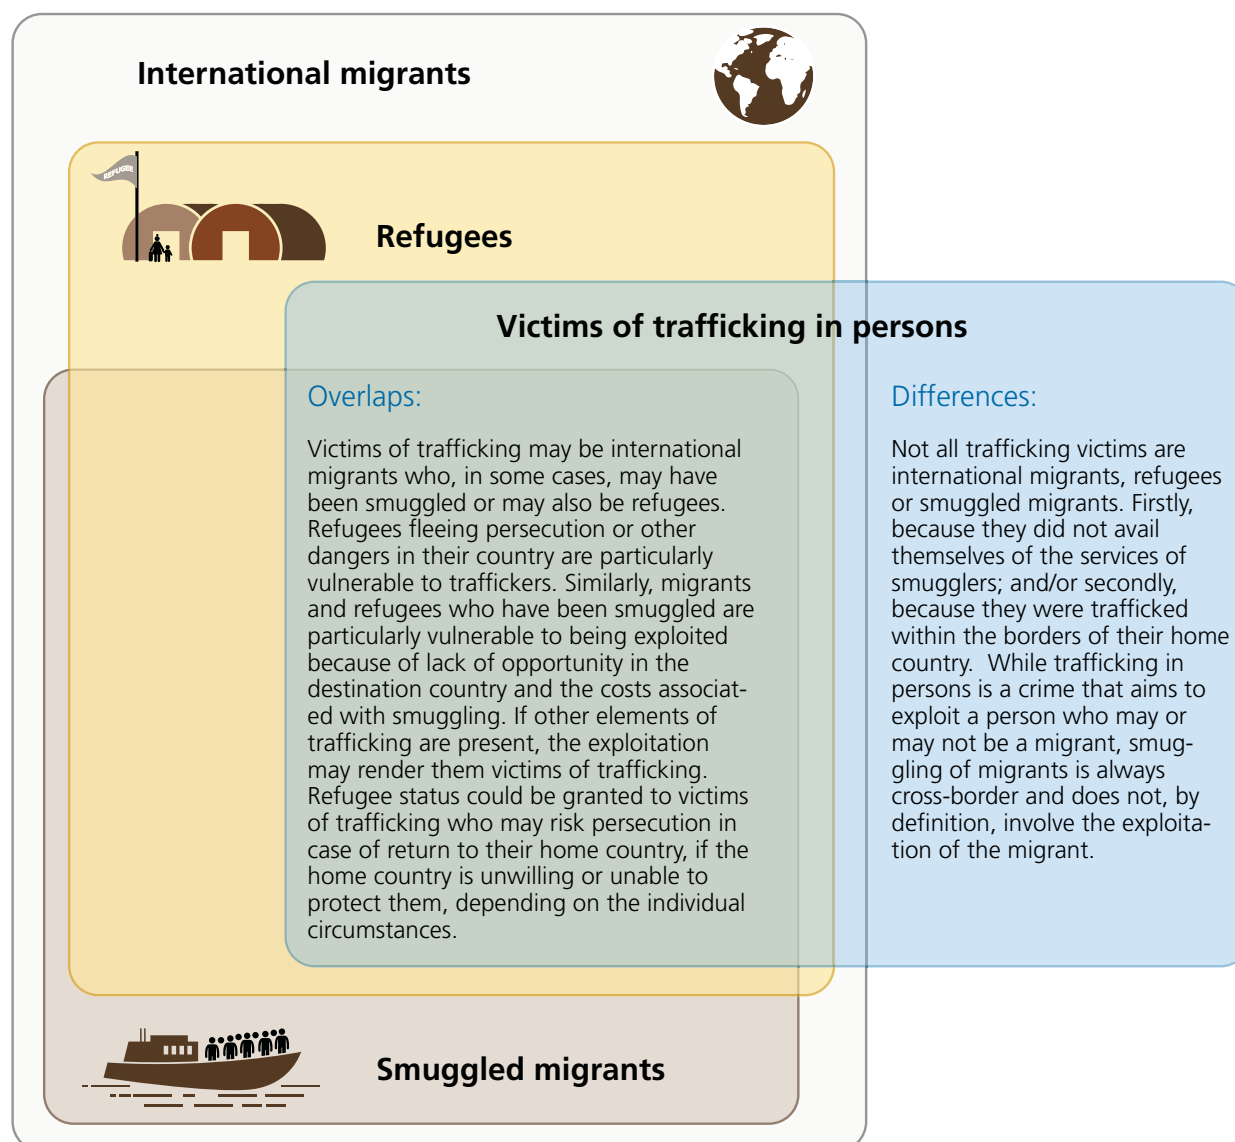 International migrants
REFUGEE
Refugees
Victims of trafficking in persons
Overlaps:
Victims of trafficking may be international
migrants who, in some cases, may have
been smuggled or may also be refugees.
Refugees fleeing persecution or other
dangers in their country are particularly
vulnerable to traffickers. Similarly, migrants
and refugees who have been smuggled are
particularly vulnerable to being exploited
because of lack of opportunity in the
destination country and the costs associat-
ed with smuggling. If other elements of
trafficking are present, the exploitation
may render them victims of trafficking.
Refugee status could be granted to victims
of trafficking who may risk persecution in
case of return to their home country, if the
home country is unwilling or unable to
protect them, depending on the individual
circumstances.
Differences:
Not all trafficking victims are
international migrants, refugees
or smuggled migrants. Firstly,
because they did not avail
themselves of the services of
smugglers; and/or secondly,
because they were trafficked
within the borders of their home
country.  While trafficking in
persons is a crime that aims to
exploit a person who may or
may not be a migrant, smug-
gling of migrants is always
cross-border and does not, by
definition, involve the exploita-
tion of the migrant.
Smuggled migrants